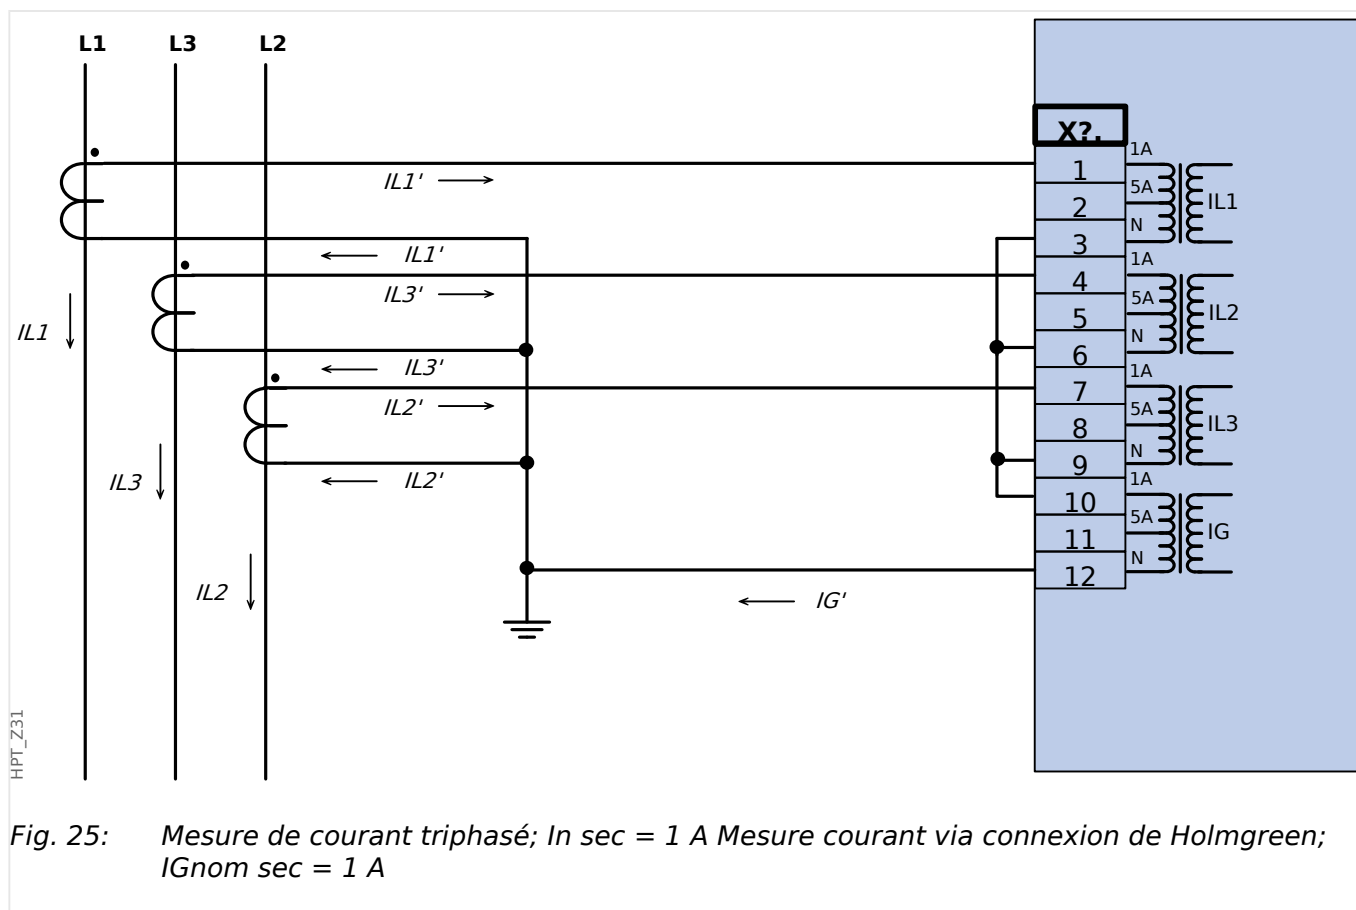 L1 L3 L2
X?.
1 1A
2 5A IL1
3 N
4 1A
5 5A IL2
6 N
7 1A
8 5A IL3
9 N
10 1A
11 5A IG
12 N
IL1'
IL1'
IL3'
IL1
IL3'
IL2'
IL3
IL2'
IL2
IG'
HPT_Z31
Fig. 25: Mesure de courant triphasé; In sec = 1 A Mesure courant via connexion de Holmgreen;
IGnom sec = 1 A